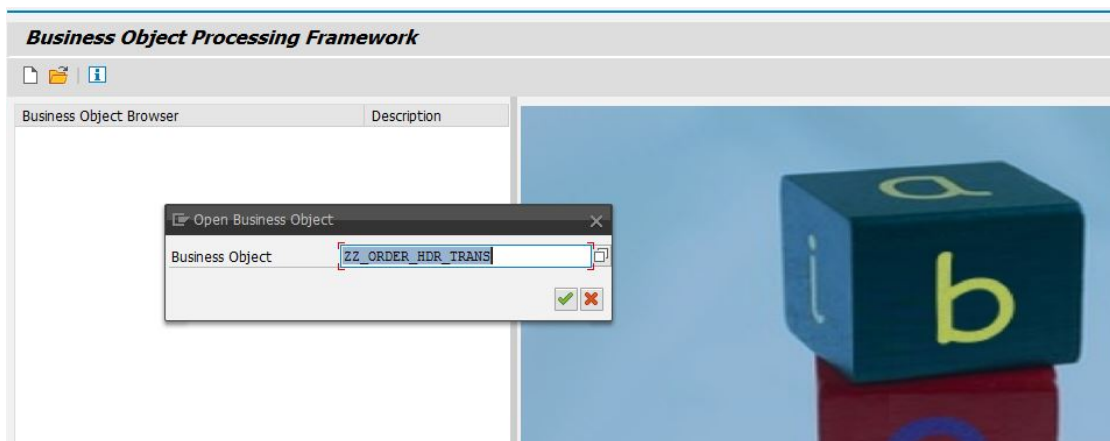 Business Object Processing Framework
Business Object Browser Description
Open Business Object
Business Object ZZ_ORDER_HDR_TRANS
a
i b